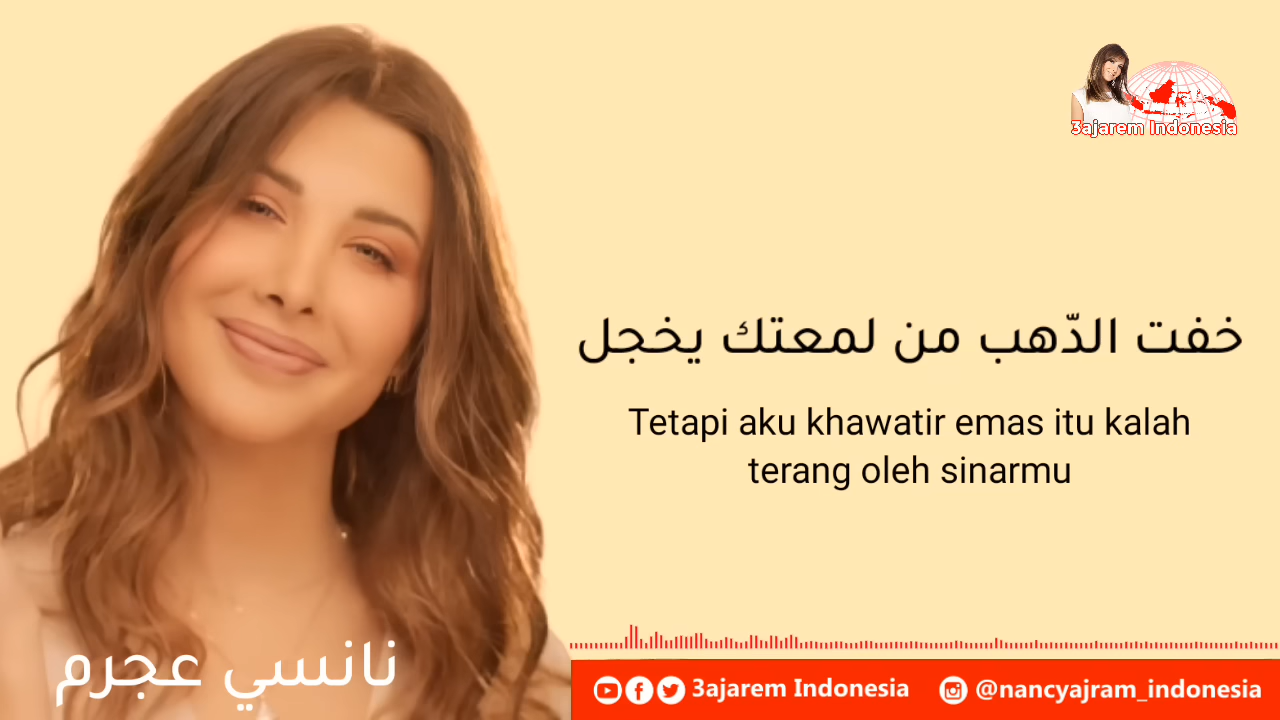 3ajarem Indonesia
خفت الدّهب من لمعتك يخجل
Tetapi aku khawatir emas itu kalah
terang oleh sinarmu
نانسي عجرم
3ajarem Indonesia
@nancyajram_indonesia